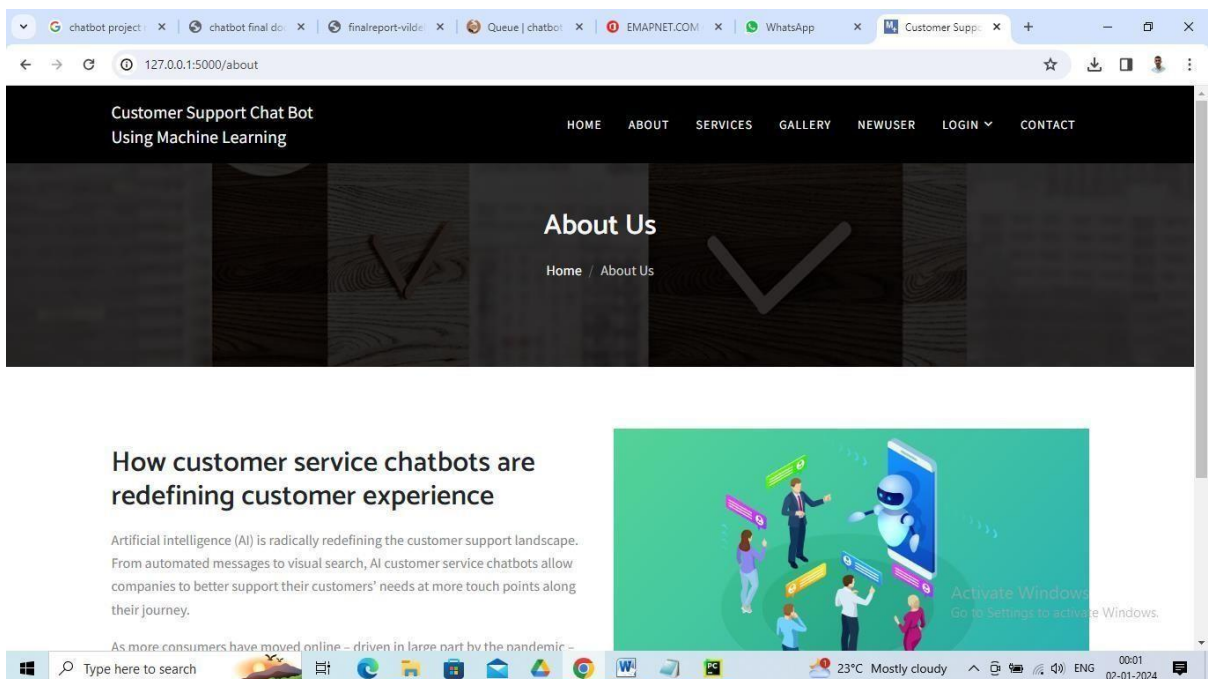 chatbot project
chatbot final do
finalreport-vilde
Queue | chatbot
EMAPNET.COM
WhatsApp
Customer Supp
127.0.0.1:5000/about
Customer Support Chat Bot
Using Machine Learning
HOME ABOUT SERVICES GALLERY NEWUSER LOGIN CONTACT
About Us
Home / About Us
How customer service chatbots are
redefining customer experience
Artificial intelligence (AI) is radically redefining the customer support landscape.
From automated messages to visual search, AI customer service chatbots allow
companies to better support their customers' needs at more touch points along
their journey.
As more consumers have moved online – driven in large part by the pandemic –
Activate Windows
Go to Settings to activate Windows.
Type here to search
23°C Mostly cloudy
ENG
00:01
02-01-2024